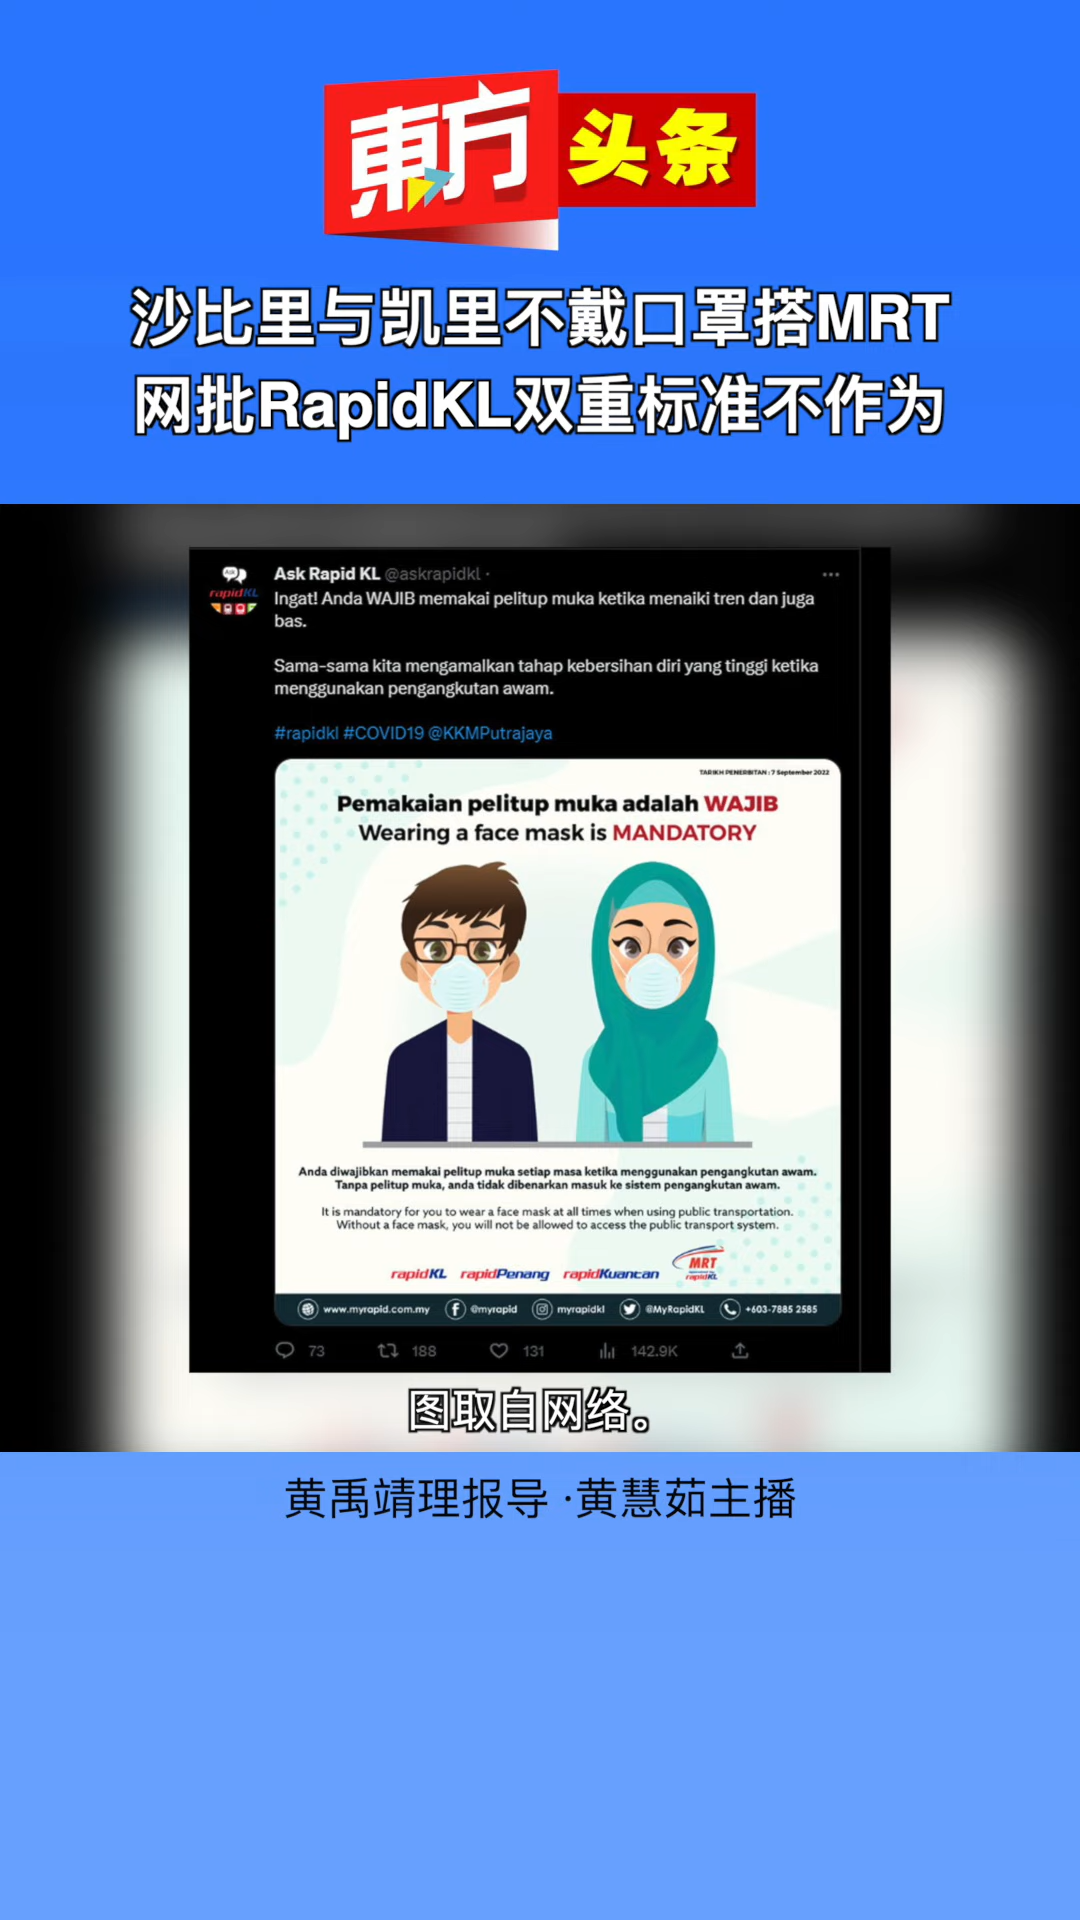 東方头条
沙比里与凯里不戴口罩搭MRT
网批RapidKL双重标准不作为
Ask
rapidKL
Ask Rapid KL @askrapidkl ·
Ingat! Anda WAJIB memakai pelitup muka ketika menaiki tren dan juga
bas.
Sama-sama kita mengamalkan tahap kebersihan diri yang tinggi ketika
menggunakan pengangkutan awam.
#rapidkl #COVID19 @KKMPutrajaya
TARIKH PENERBITAN : 7 September 2022
Pemakaian pelitup muka adalah WAJIB
Wearing a face mask is MANDATORY
Anda diwajibkan memakai pelitup muka setiap masa ketika menggunakan pengangkutan awam.
Tanpa pelitup muka, anda tidak dibenarkan masuk ke sistem pengangkutan awam.
It is mandatory for you to wear a face mask at all times when using public transportation.
Without a face mask, you will not be allowed to access the public transport system.
rapidKL rapidPenang rapidKuantan MRT
rapidKL
www.myrapid.com.my @myrapid myrapidkl @MyRapidKL +603-7885 2585
73 188 131 142.9K
图取自网络。
黄禹靖理报导 ·黄慧茹主播